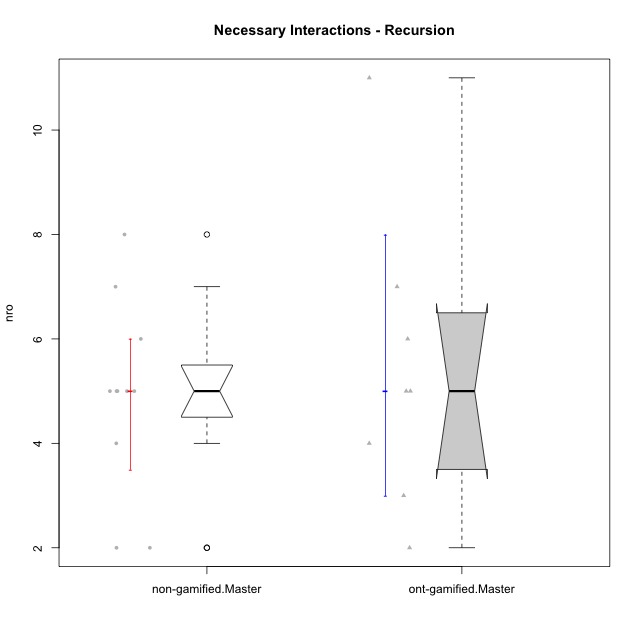 Necessary Interactions - Recursion
nro
10
8
6
4
2
non-gamified.Master
ont-gamified.Master